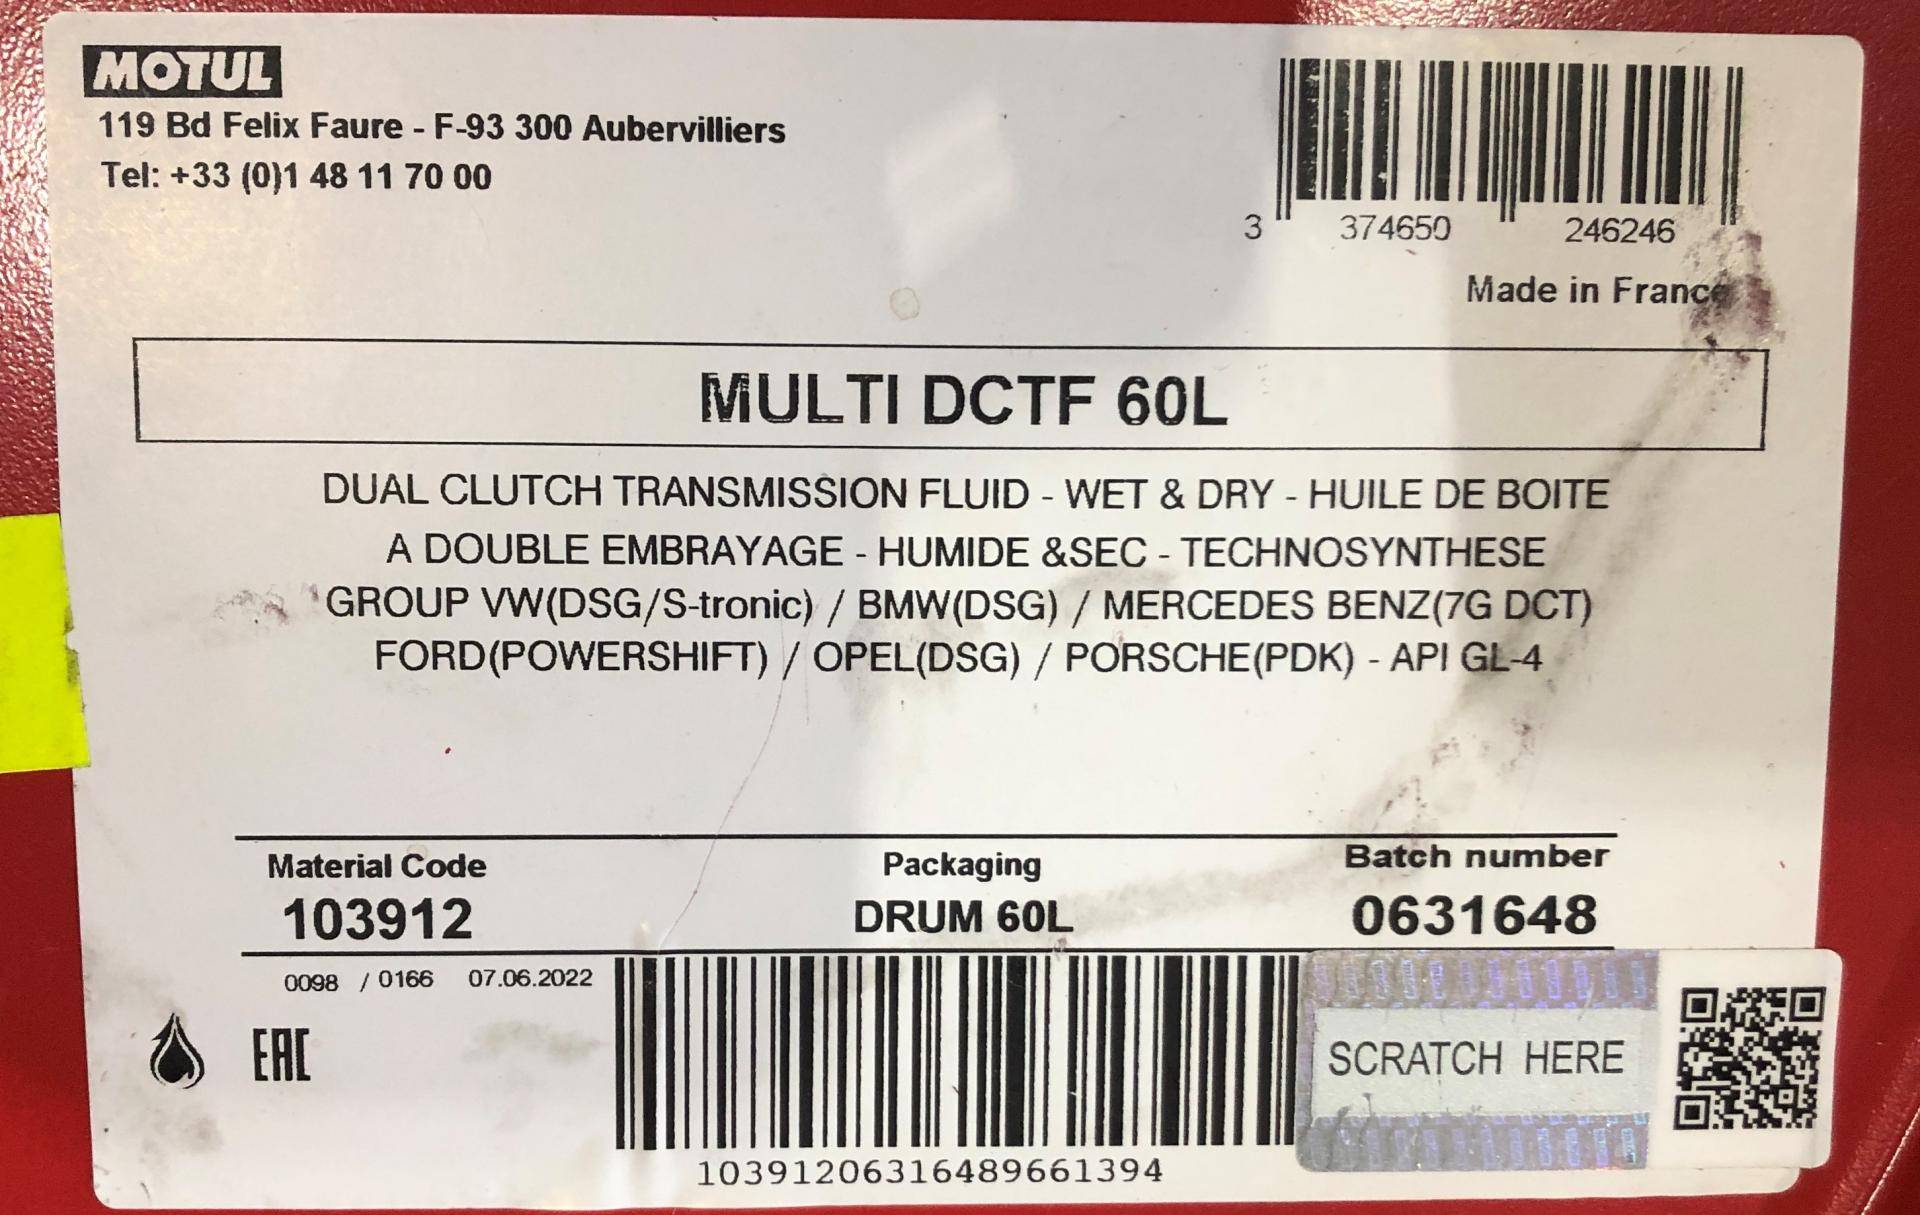 MOTUL
119 Bd Felix Faure - F-93 300 Aubervilliers
Tel: +33 (0)1 48 11 70 00
3 374650 246246
Made in France
MULTI DCTF 60L
DUAL CLUTCH TRANSMISSION FLUID - WET & DRY - HUILE DE BOITE
A DOUBLE EMBRAYAGE - HUMIDE &SEC - TECHNOSYNTHESE
GROUP VW(DSG/S-tronic) / BMW(DSG) / MERCEDES BENZ(7G DCT)
FORD(POWERSHIFT) / OPEL(DSG) / PORSCHE(PDK) - API GL-4
Material Code Packaging Batch number
103912 DRUM 60L 0631648
0098 / 0166 07.06.2022
EAC
SCRATCH HERE
10391206316489661394